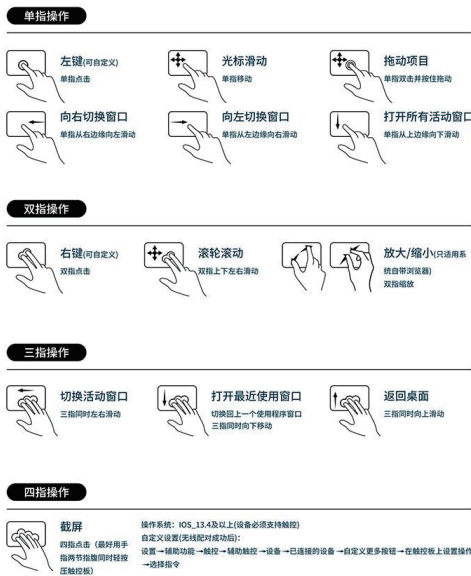 单指操作
左键(可自定义)
单指点击
光标滑动
单指移动
拖动项目
单指双击并按住拖动
向右切换窗口
单指从右边缘向左滑动
向左切换窗口
单指从左边缘向右滑动
打开所有活动窗口
单指从上边缘向下滑动
双指操作
右键(可自定义)
双指点击
滚轮滚动
双指上下左右滑动
放大/缩小(只适用系
统自带浏览器)
双指缩放
三指操作
切换活动窗口
三指同时左右滑动
打开最近使用窗口
切换回上一个使用程序窗口
三指同时向下移动
返回桌面
三指同时向上滑动
四指操作
截屏
四指点击（最好用手
指两节指腹同时轻按
压触控板）
操作系统：IOS_13.4及以上(设备必须支持触控)
自定义设置(无线配对成功后):
设置→辅助功能→触控→辅助触控→设备→已连接的设备→自定义更多按钮→在触控板上设置操作
→选择指令